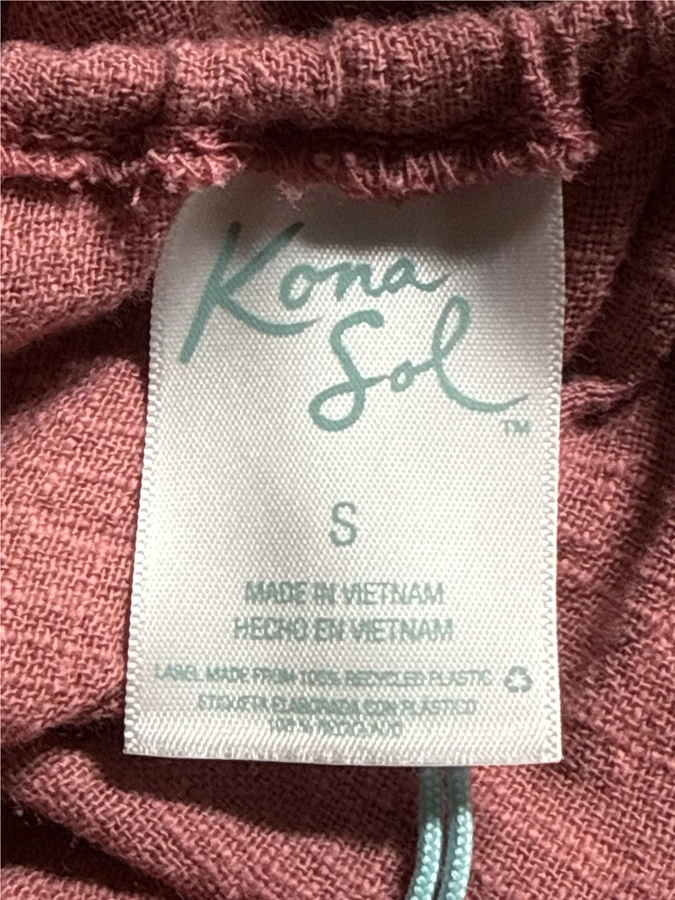 Kona
Sol
TM
S
MADE IN VIETNAM
HECHO EN VIETNAM
LABEL MADE FROM 100% RECYCLED PLASTIC
ETIQUETA ELABORADA CON PLÁSTICO
100%